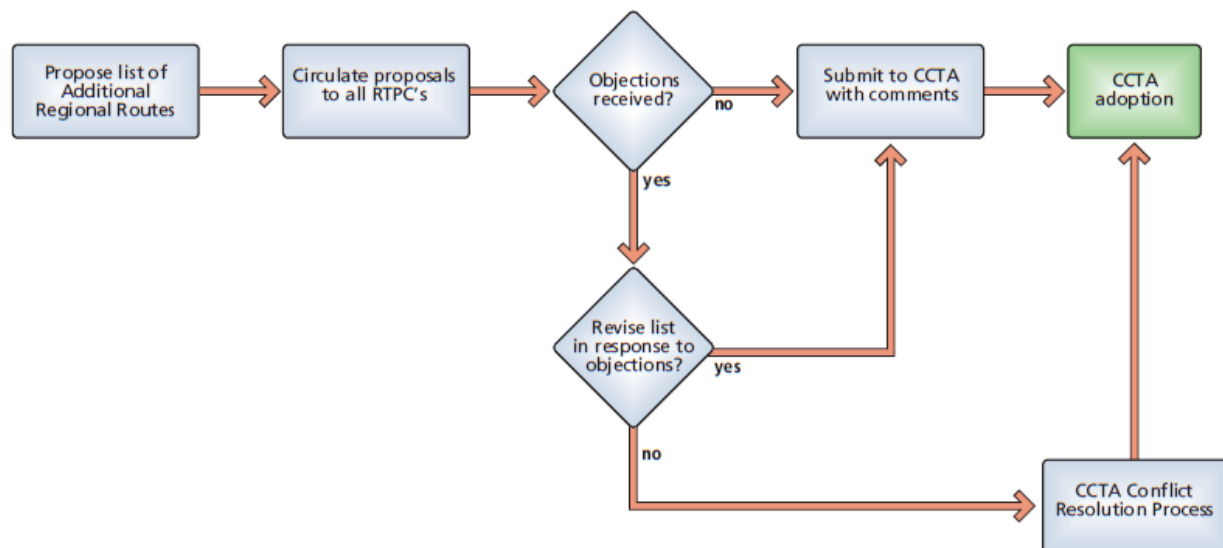 Propose list of
Additional
Regional Routes
Circulate proposals
to all RTPC's
Objections
received?
no
Submit to CCTA
with comments
CCTA
adoption
yes
Revise list
in response to
objections?
yes
no
CCTA Conflict
Resolution Process